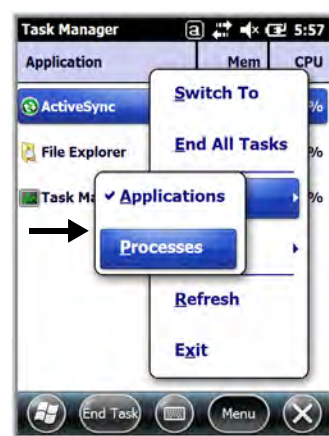 Task Manager a 5:57
Application Mem CPU
ActiveSync %
Switch To
File Explorer %
End All Tasks
Task Ma %
Applications
Processes
Refresh
Exit
End Task Menu